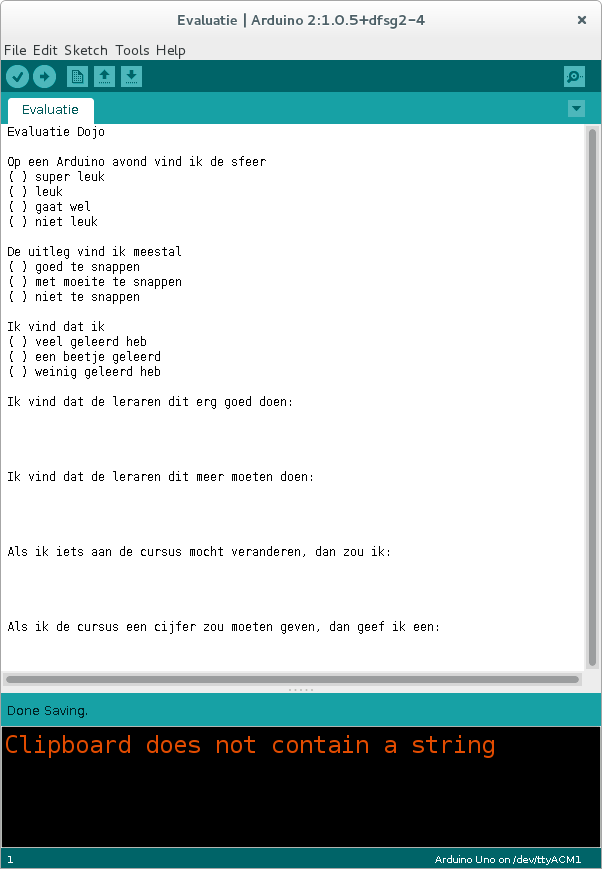 Evaluatie | Arduino 2:1.0.5+dfsg2-4
File Edit Sketch Tools Help
Evaluatie
Evaluatie Dojo
Op een Arduino avond vind ik de sfeer
( ) super leuk
( ) leuk
( ) gaat wel
( ) niet leuk
De uitleg vind ik meestal
( ) goed te snappen
( ) met moeite te snappen
( ) niet te snappen
Ik vind dat ik
( ) veel geleerd heb
( ) een beetje geleerd
( ) weinig geleerd heb
Ik vind dat de leraren dit erg goed doen:
Ik vind dat de leraren dit meer moeten doen:
Als ik iets aan de cursus mocht veranderen, dan zou ik:
Als ik de cursus een cijfer zou moeten geven, dan geef ik een:
Done Saving.
Clipboard does not contain a string
1
Arduino Uno on /dev/ttyACM1